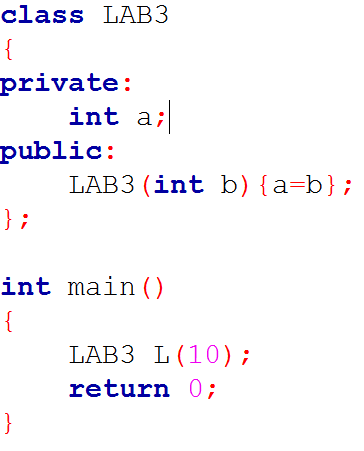 class LAB3
{
private:
    int a;
public:
    LAB3(int b){a=b};
};

int main()
{
    LAB3 L(10);
    return 0;
}